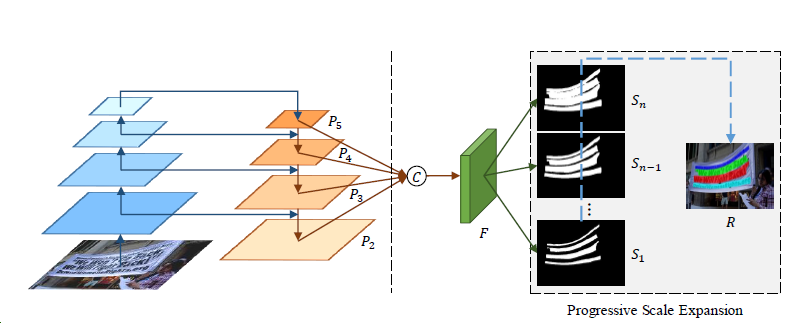 P₅
P₄
P₃
P₂
C
F
Sₙ
Sₙ₋₁
⋮
S₁
R
Progressive Scale Expansion